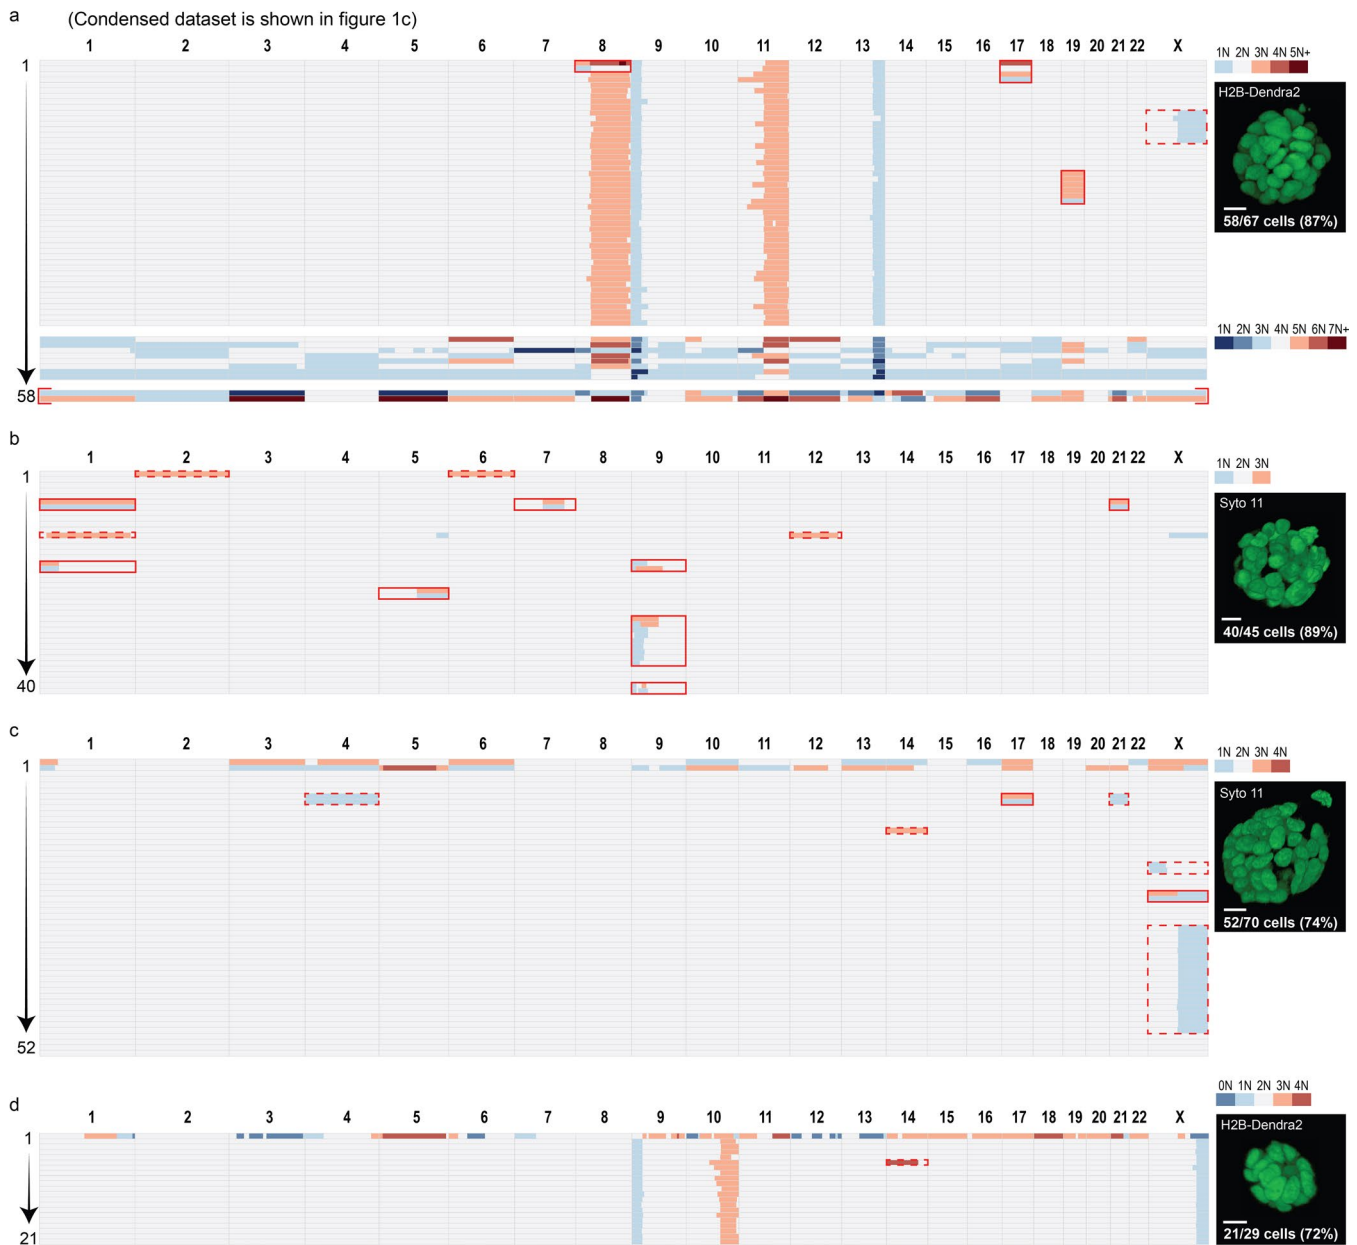 a (Condensed dataset is shown in figure 1c)
1 2 3 4 5 6 7 8 9 10 11 12 13 14 15 16 17 18 19 20 21 22 X
1
58
1N 2N 3N 4N 5N+
H2B-Dendra2
58/67 cells (87%)
1N 2N 3N 4N 5N 6N 7N+
b
1 2 3 4 5 6 7 8 9 10 11 12 13 14 15 16 17 18 19 20 21 22 X
1
40
1N 2N 3N
Syto 11
40/45 cells (89%)
c
1 2 3 4 5 6 7 8 9 10 11 12 13 14 15 16 17 18 19 20 21 22 X
1
52
1N 2N 3N 4N
Syto 11
52/70 cells (74%)
d
1 2 3 4 5 6 7 8 9 10 11 12 13 14 15 16 17 18 19 20 21 22 X
1
21
0N 1N 2N 3N 4N
H2B-Dendra2
21/29 cells (72%)